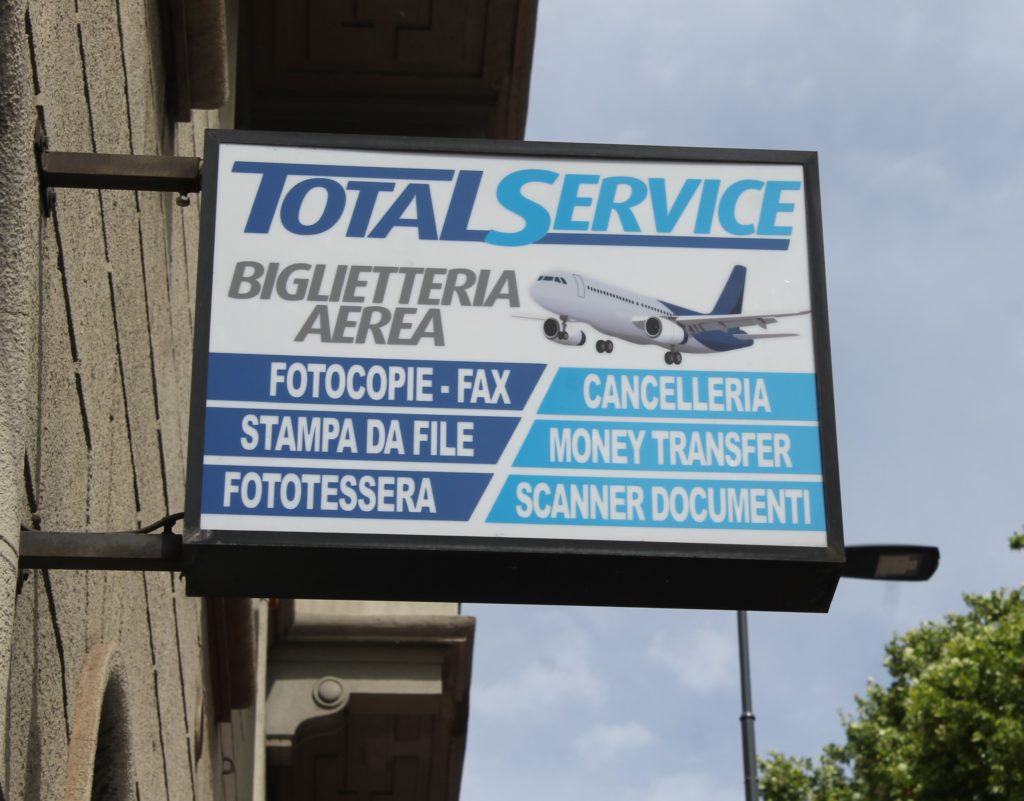 TOTALSERVICE
BIGLIETTERIA
AEREA
FOTOCOPIE - FAX
CANCELLERIA
STAMPA DA FILE
MONEY TRANSFER
FOTOTESSERA
SCANNER DOCUMENTI